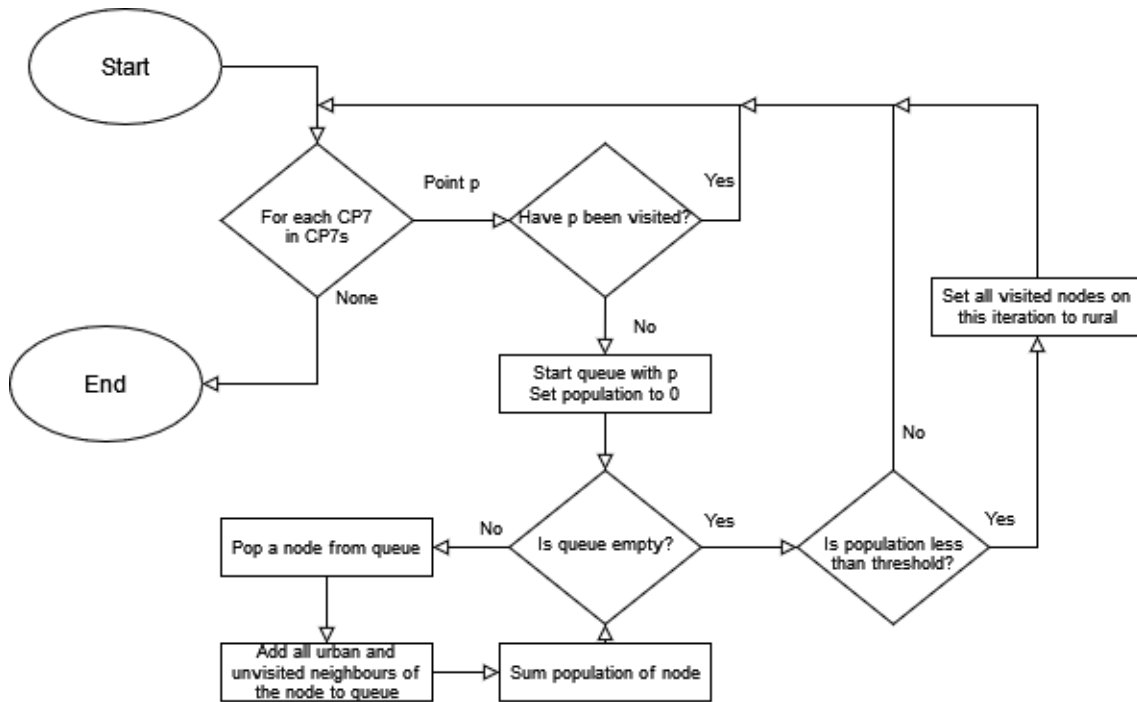 Start
For each CP7
in CP7s
Point p
Have p been visited?
Yes
None
End
No
Start queue with p
Set population to 0
Is queue empty?
No
Pop a node from queue
Add all urban and
unvisited neighbours of
the node to queue
Sum population of node
Yes
Is population less
than threshold?
No
Yes
Set all visited nodes on
this iteration to rural